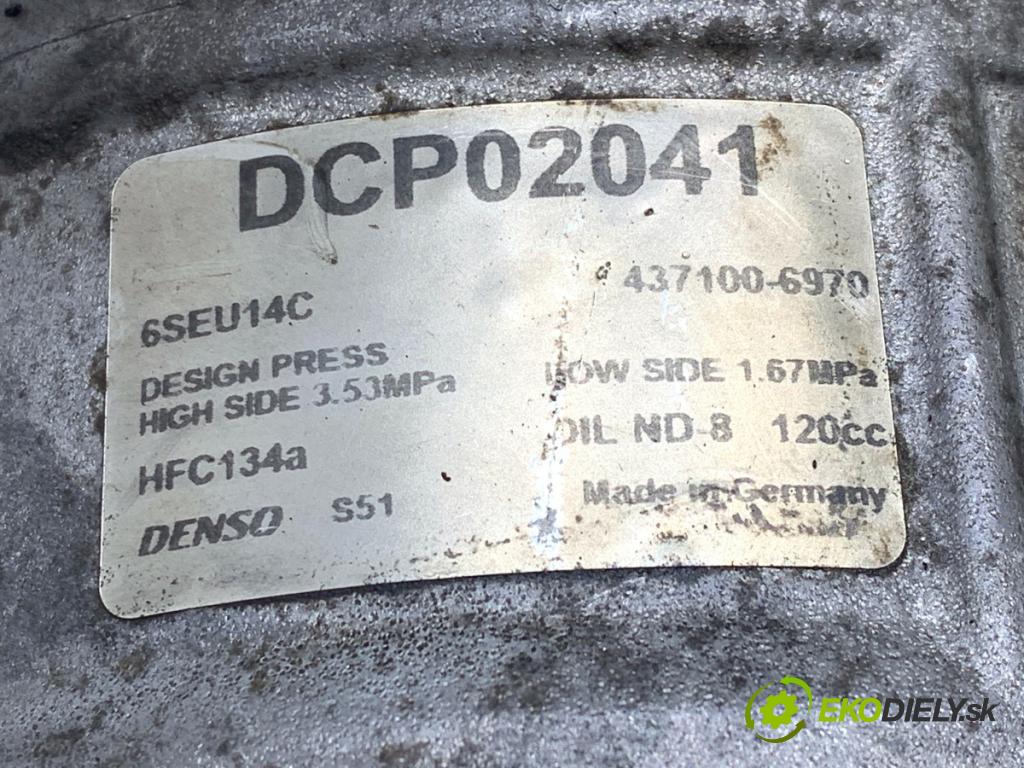 DCP02041
6SEU14C 437100-6970
DESIGN PRESS
HIGH SIDE 3.53MPa LOW SIDE 1.67MPa
HFC134a OIL ND-8 120cc
DENSO S51 Made in Germany
EKODIELY.sk